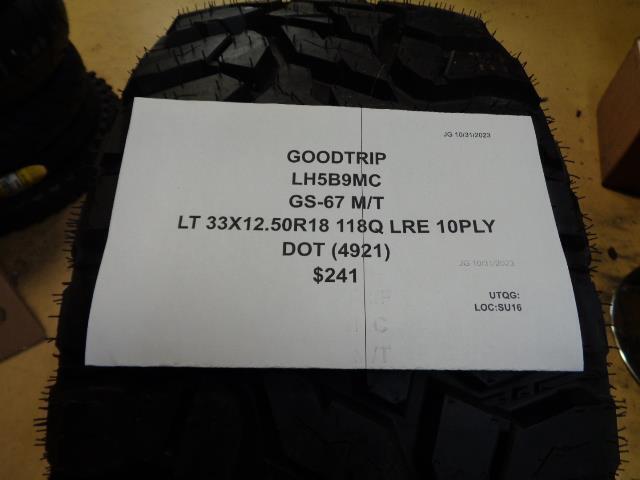 JG 10/31/2023
GOODTRIP
LH5B9MC
GS-67 M/T
LT 33X12.50R18 118Q LRE 10PLY
DOT (4921)
$241
JG 10/31/2023
UTQG:
LOC:SU16